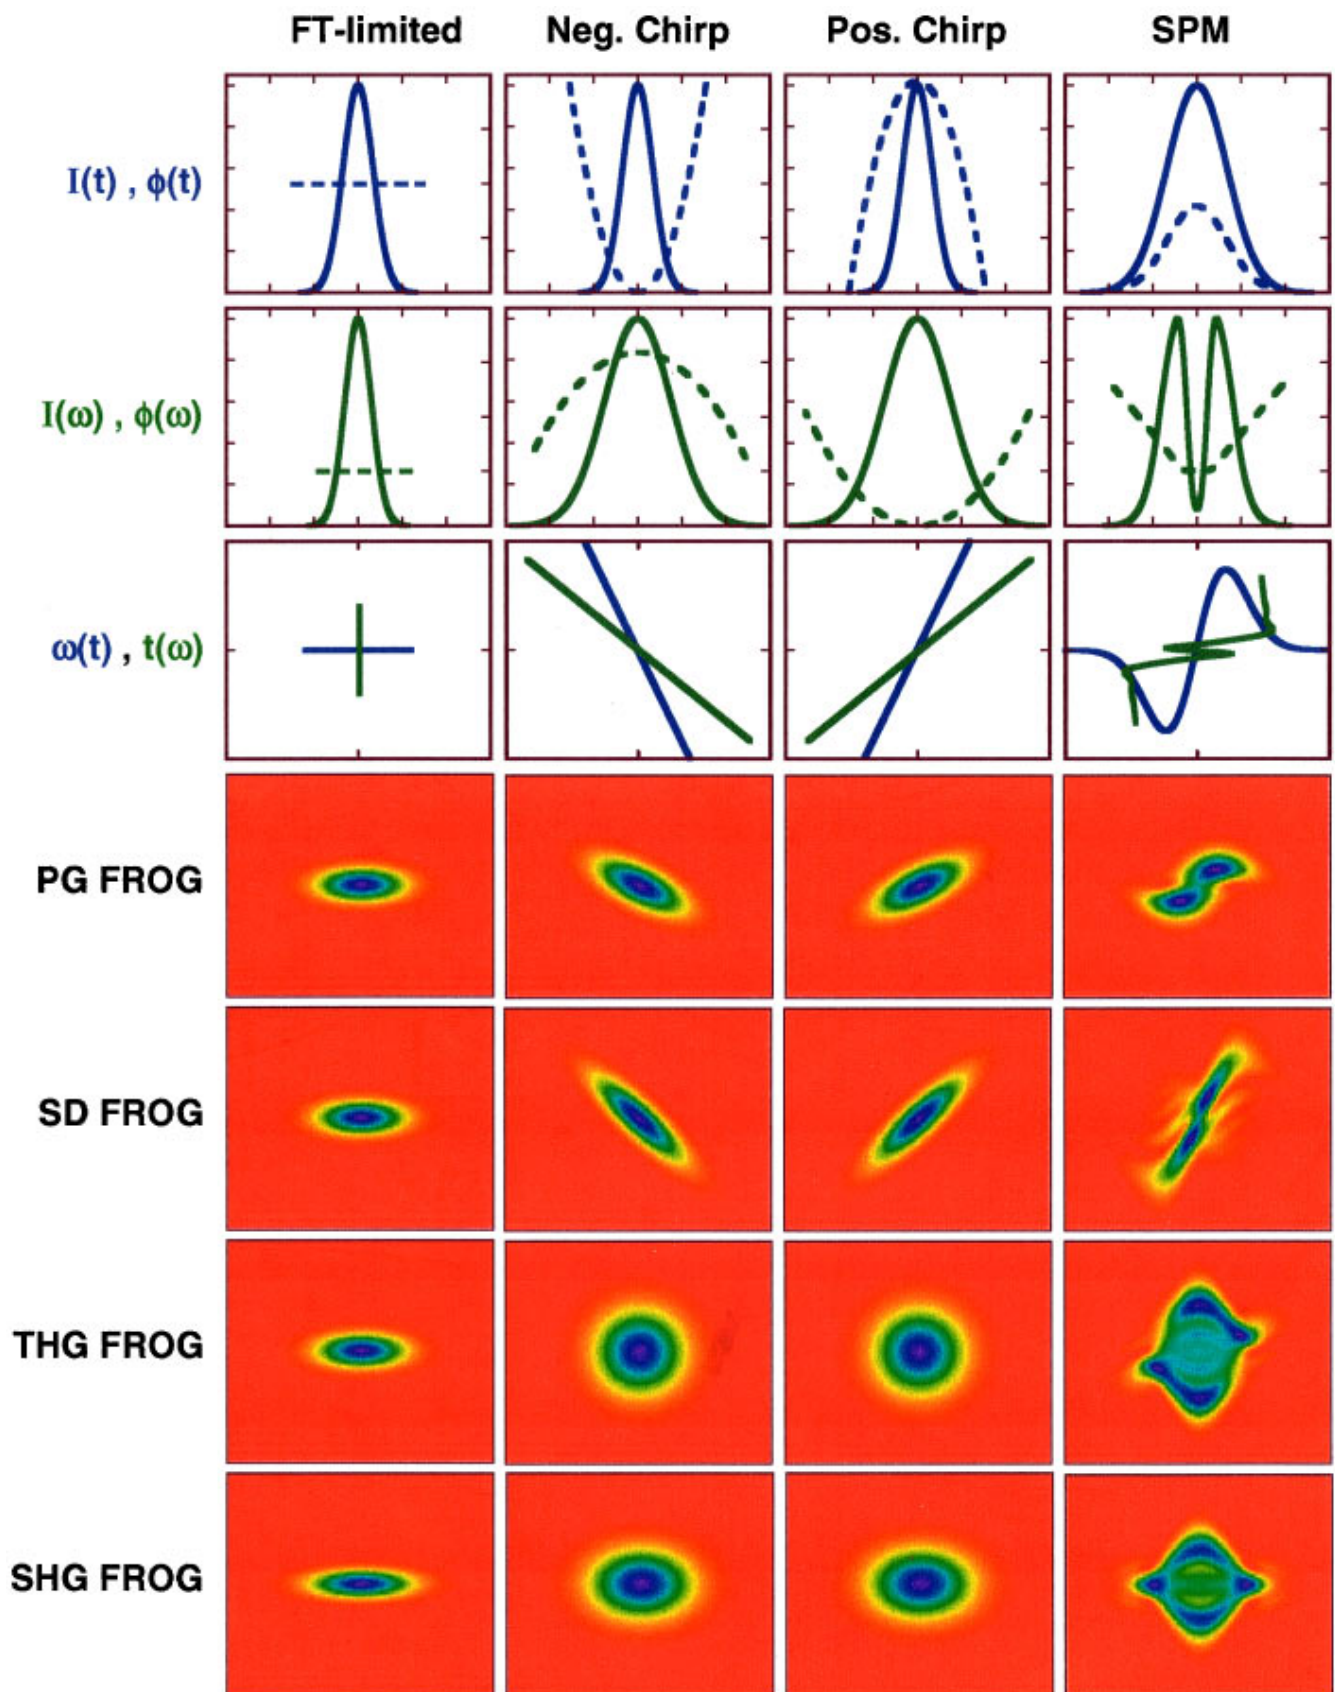 FT-limited Neg. Chirp Pos. Chirp SPM
I(t) , ϕ(t)
I(ω) , ϕ(ω)
ω(t) , t(ω)
PG FROG
SD FROG
THG FROG
SHG FROG